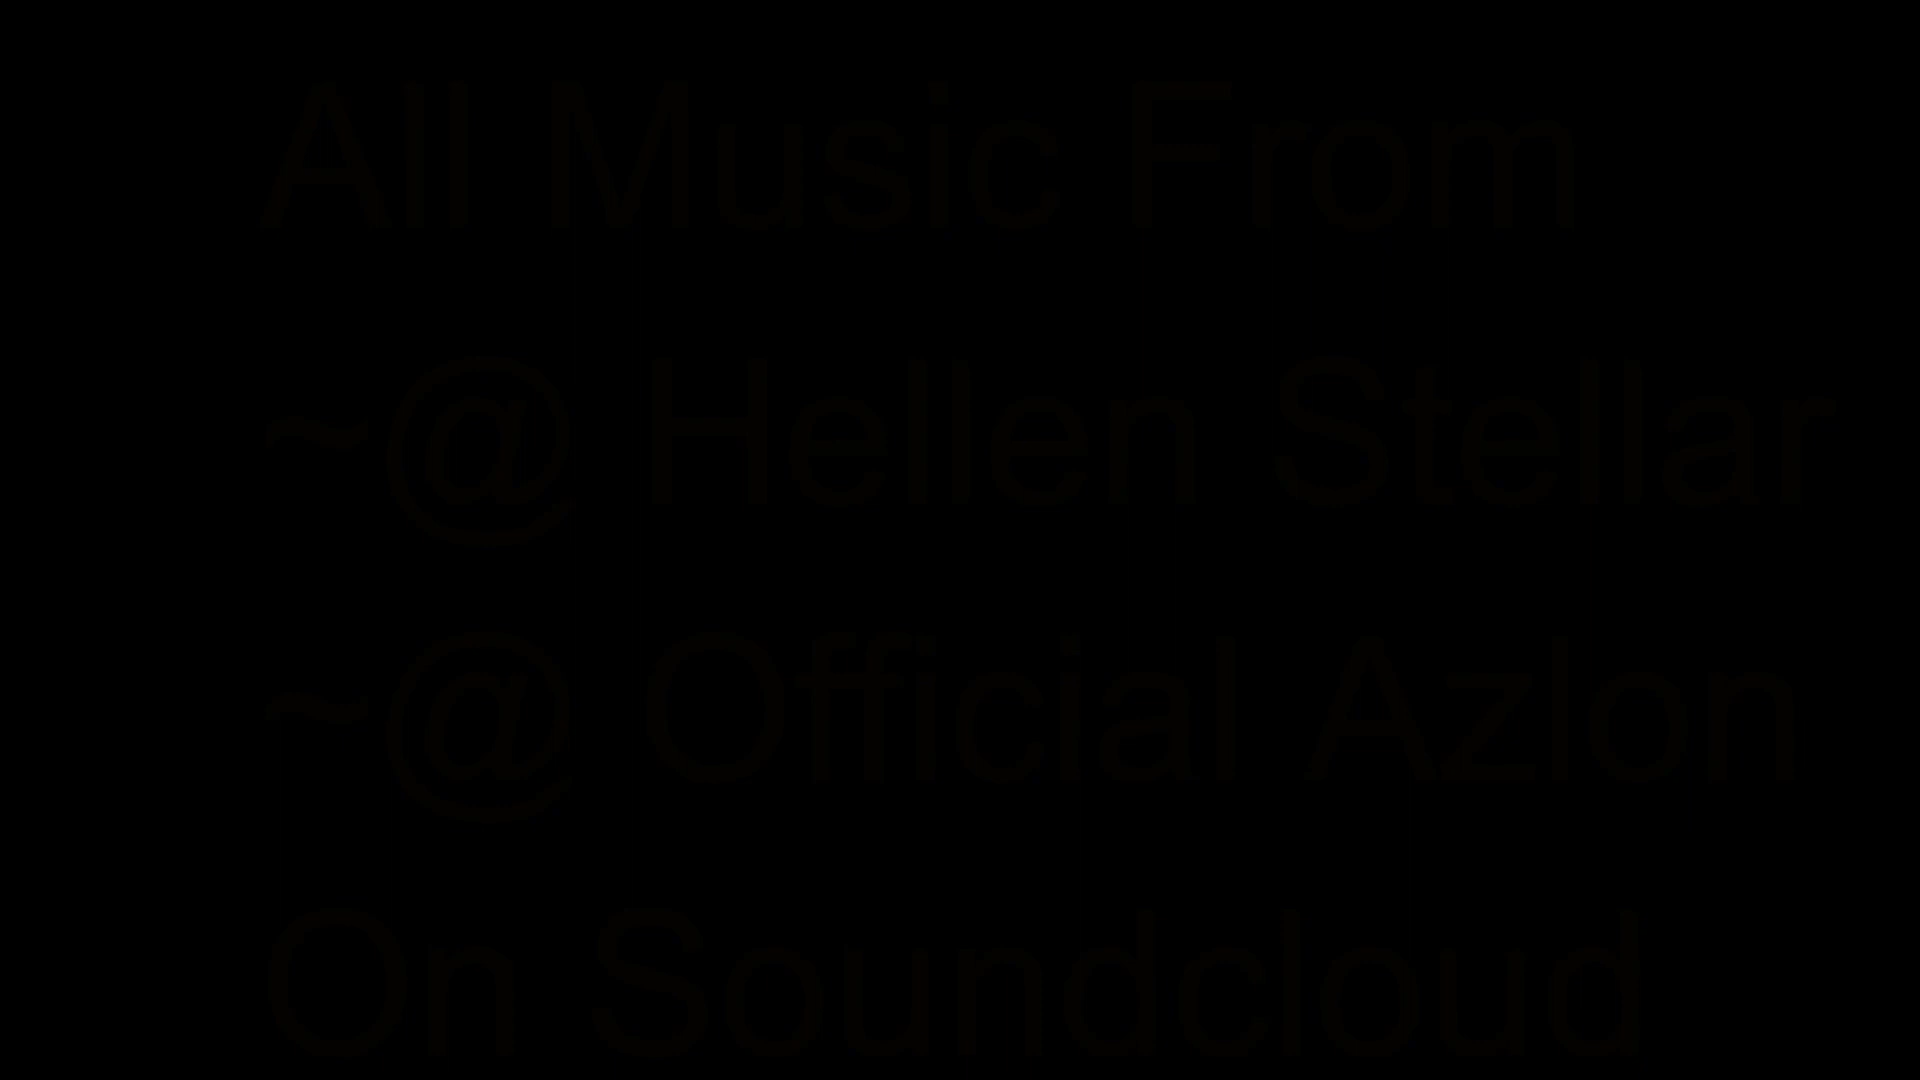 All Music From
~@ Hellen Stellar
~@ Official Azlon
On Soundcloud